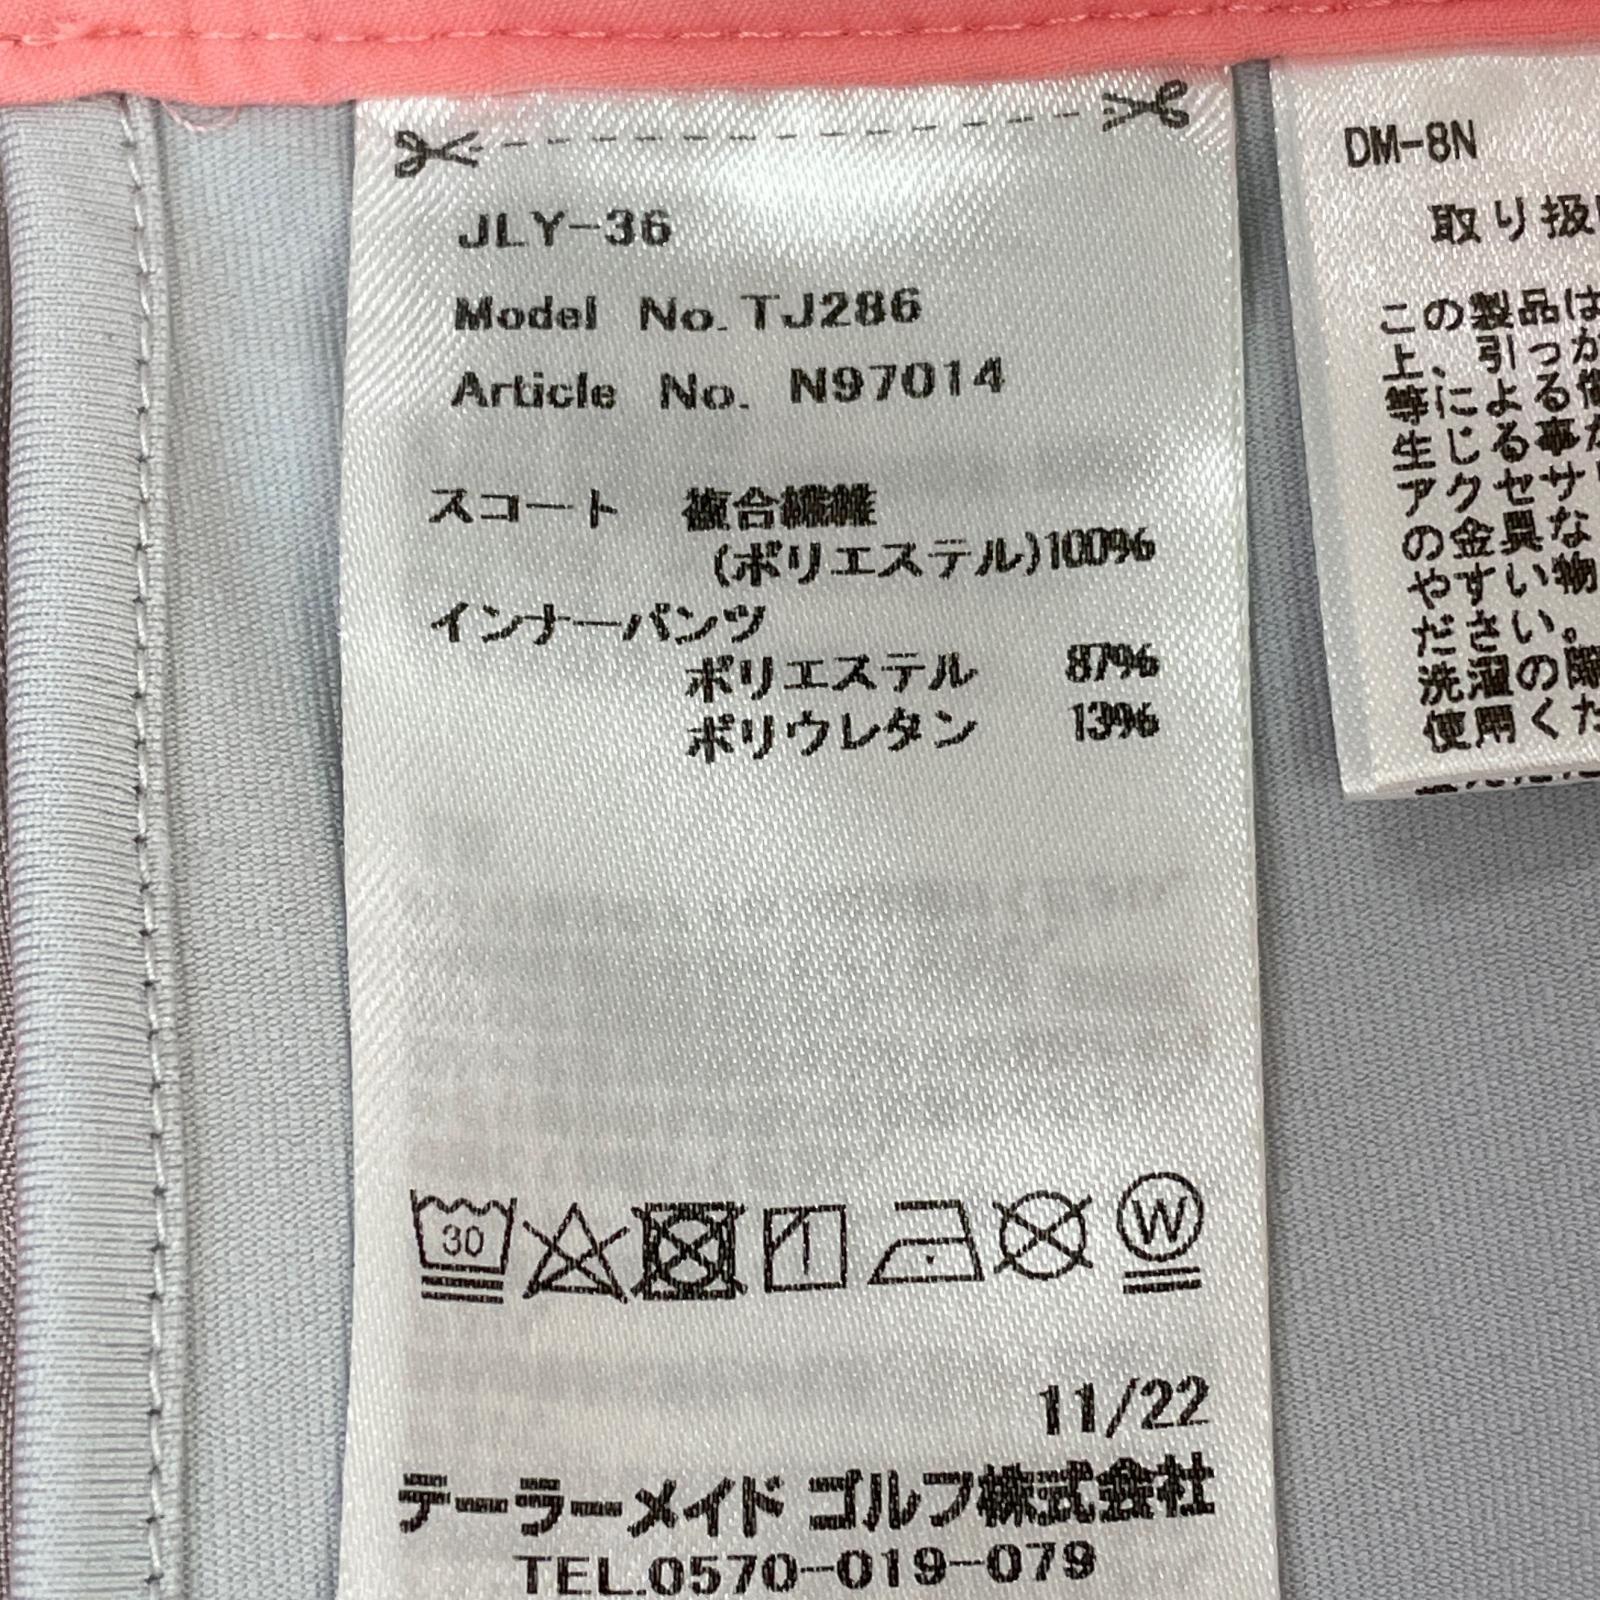 JLY-36
Model No. TJ286
Article No. N97014
スコート 複合繊維
(ポリエステル)100%
インナーパンツ
ポリエステル 87%
ポリウレタン 13%
30
W
11/22
テーラーメイド ゴルフ株式会社
TEL.0570-019-079
DM-8N
取り扱
この製品は
上、引っか
等による
生じる事が
アクセサリ
の金具な
やすい物
ださい。
洗濯の際
使用くだ